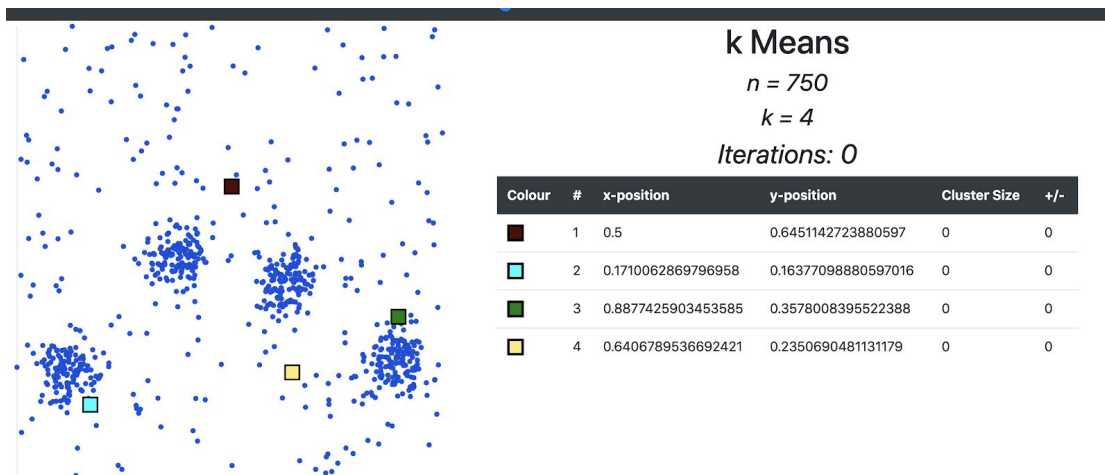 k Means
n = 750
k = 4
Iterations: 0
Colour # x-position y-position Cluster Size +/-
1 0.5 0.6451142723880597 0 0
2 0.1710062869796958 0.16377098880597016 0 0
3 0.8877425903453585 0.3578008395522388 0 0
4 0.6406789536692421 0.2350690481131179 0 0